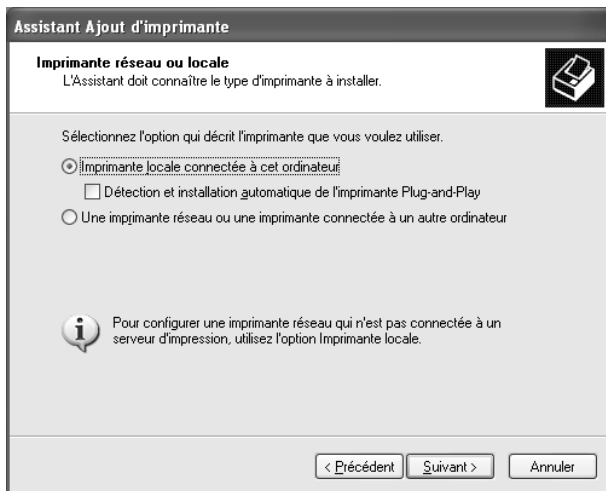 Assistant Ajout d'imprimante
Imprimante réseau ou locale
L'Assistant doit connaître le type d'imprimante à installer.
Sélectionnez l'option qui décrit l'imprimante que vous voulez utiliser.
Imprimante locale connectée à cet ordinateur
Détection et installation automatique de l'imprimante Plug-and-Play
Une imprimante réseau ou une imprimante connectée à un autre ordinateur
Pour configurer une imprimante réseau qui n'est pas connectée à un
serveur d'impression, utilisez l'option Imprimante locale.
< Précédent Suivant > Annuler